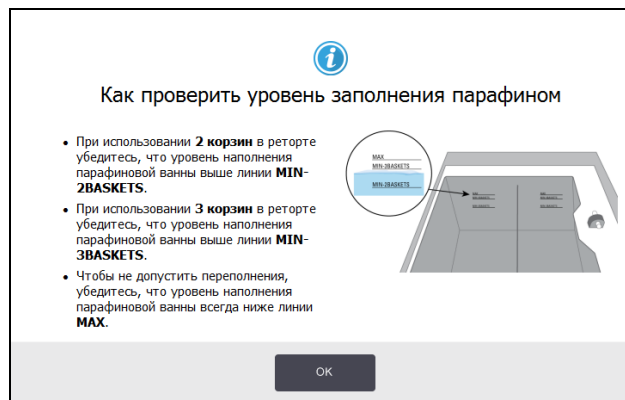 Как проверить уровень заполнения парафином
• При использовании 2 корзин в реторте
убедитесь, что уровень наполнения
парафиновой ванны выше линии MIN-
2BASKETS.
• При использовании 3 корзин в реторте
убедитесь, что уровень наполнения
парафиновой ванны выше линии MIN-
3BASKETS.
• Чтобы не допустить переполнения,
убедитесь, что уровень наполнения
парафиновой ванны всегда ниже линии
MAX.
MAX
MIN-3BASKETS
MIN-2BASKETS
OK